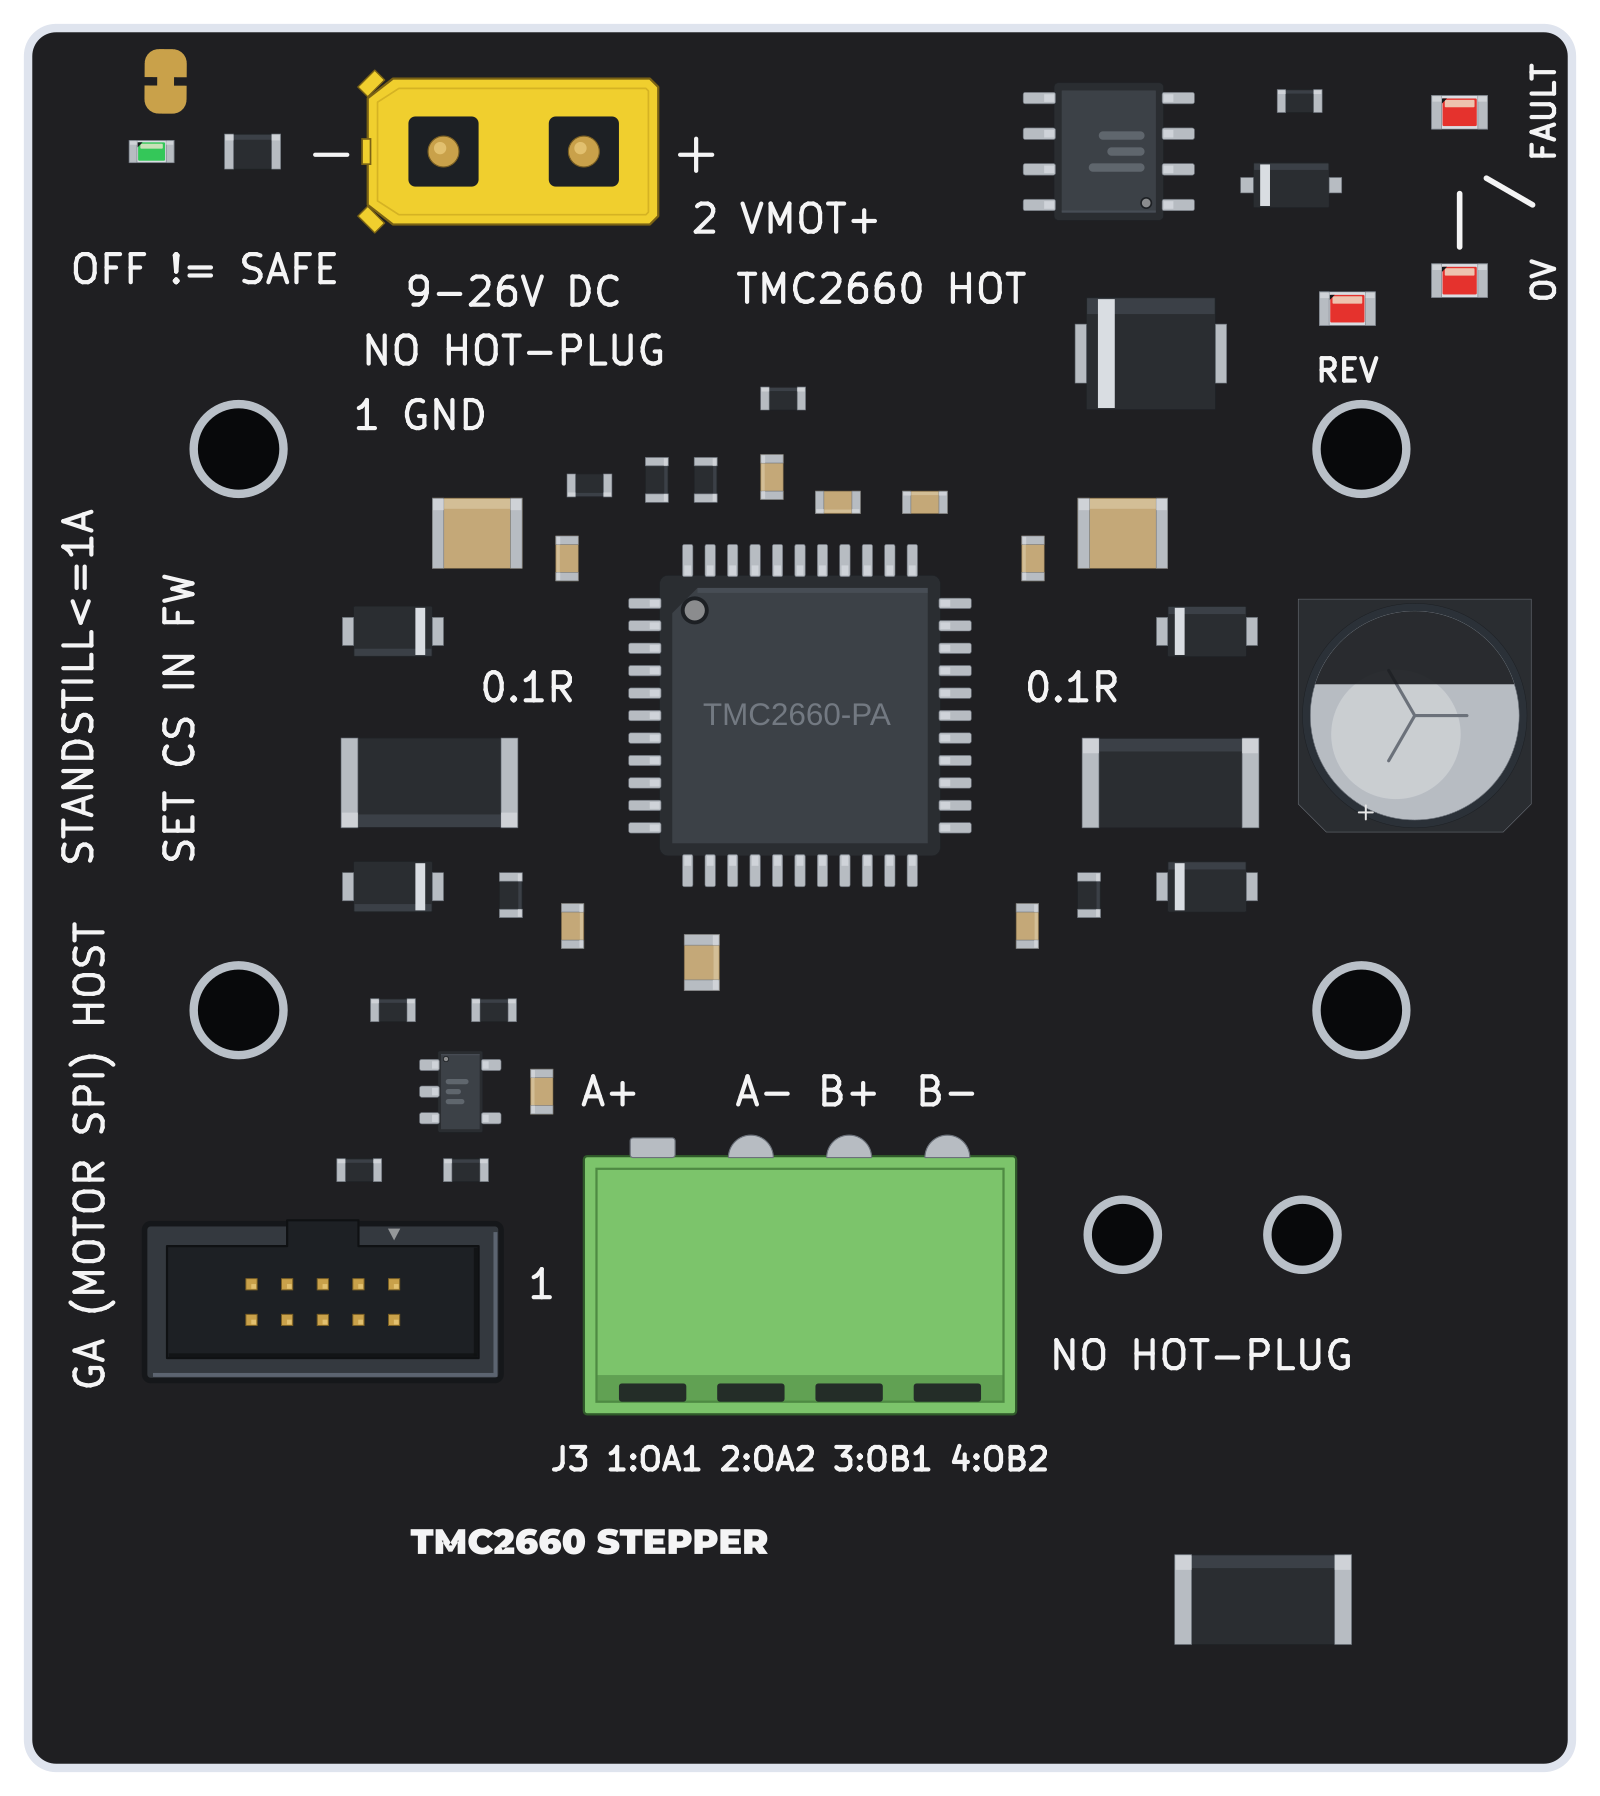 FAULT
− +
2 VMOT+
OFF != SAFE
9-26V DC
TMC2660 HOT
0V
NO HOT-PLUG
REV
1 GND
STANDSTILL<=1A
SET CS IN FW
0.1R
0.1R
TMC2660-PA
+
GA (MOTOR SPI) HOST
A+ A- B+ B-
1
NO HOT-PLUG
J3 1:OA1 2:OA2 3:OB1 4:OB2
TMC2660 STEPPER